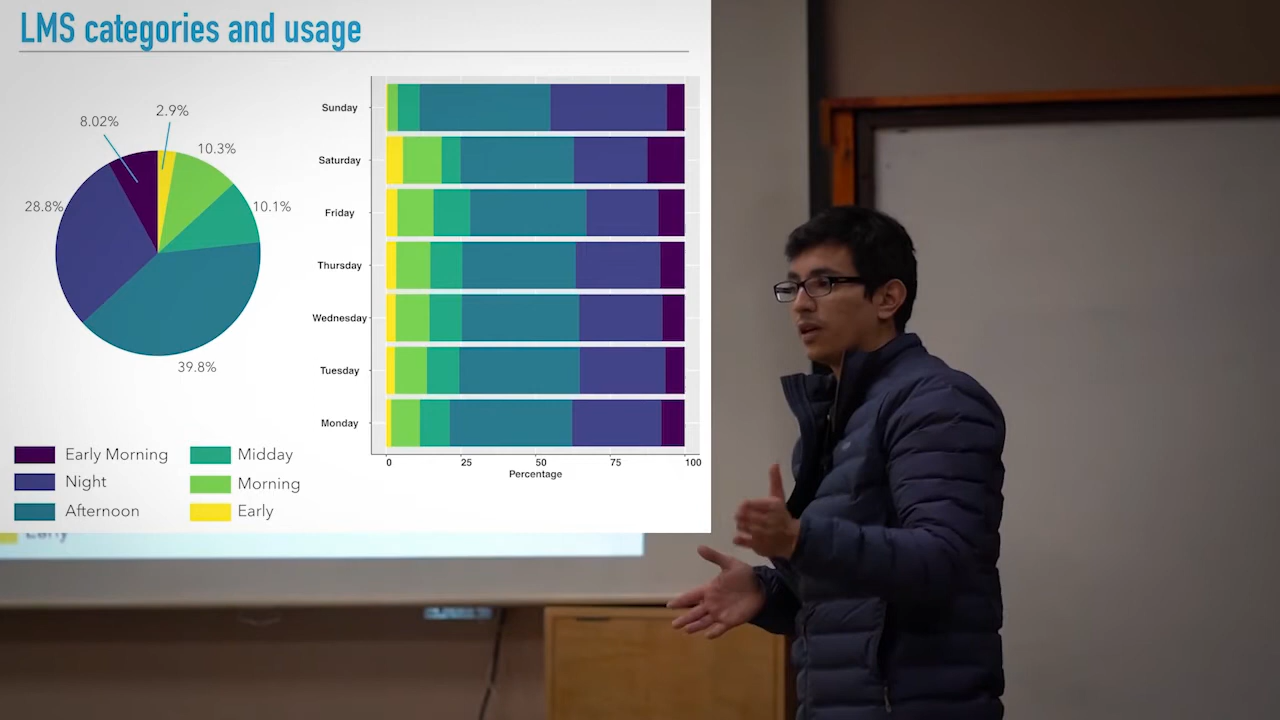 LMS categories and usage
2.9%
8.02%
10.3%
28.8%
10.1%
39.8%
Early Morning
Night
Afternoon
Midday
Morning
Early
Sunday
Saturday
Friday
Thursday
Wednesday
Tuesday
Monday
0 25 50 75 100
Percentage
Early